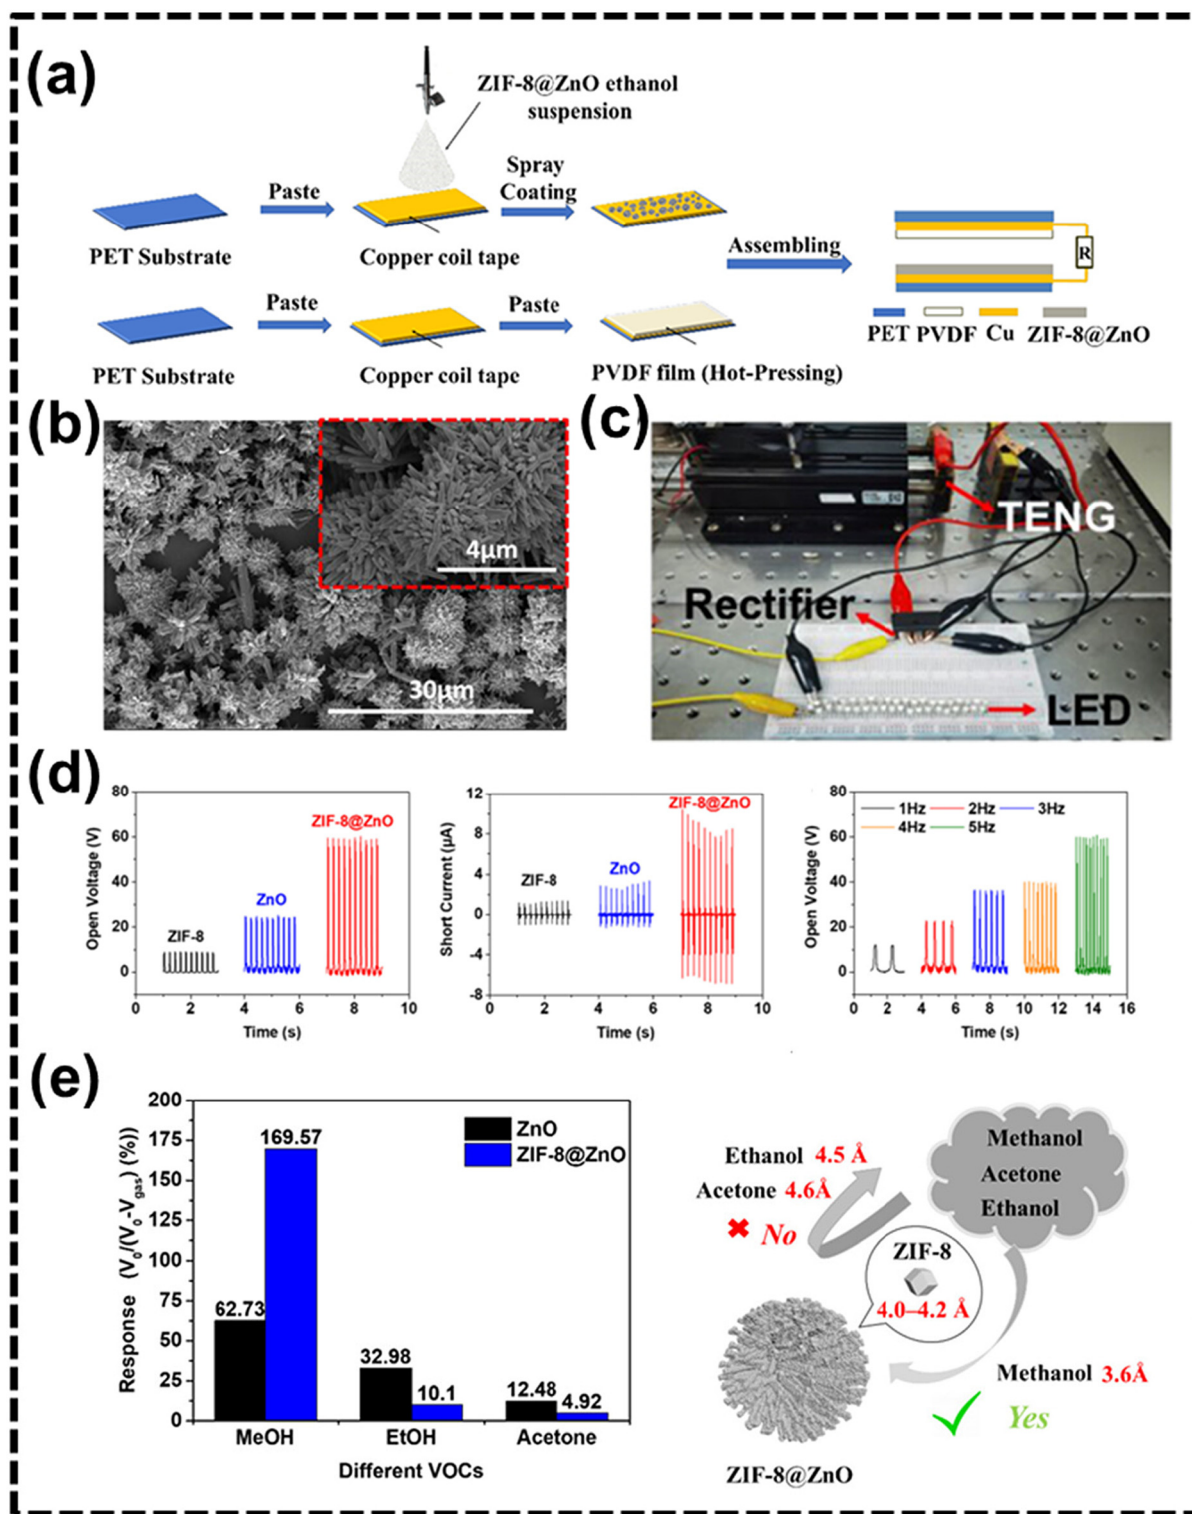 (a)
ZIF-8@ZnO ethanol
suspension
Paste
Spray
Coating
PET Substrate
Copper coil tape
Assembling
R
Paste
Paste
PET Substrate
Copper coil tape
PVDF film (Hot-Pressing)
PET PVDF Cu ZIF-8@ZnO
(b)
4μm
30μm
(c)
TENG
Rectifier
LED
(d)
80
60
40
20
0
Open Voltage (V)
ZIF-8
ZnO
ZIF-8@ZnO
0 2 4 6 8 10
Time (s)
12
8
4
0
-4
-8
Short Current (μA)
ZIF-8
ZnO
ZIF-8@ZnO
0 2 4 6 8 10
Time (s)
80
60
40
20
0
Open Voltage (V)
1Hz 2Hz 3Hz
4Hz 5Hz
0 2 4 6 8 10 12 14 16
Time (s)
(e)
200
175
150
125
100
75
50
25
0
Response (V0/(V0-Vgas) (%))
ZnO
ZIF-8@ZnO
62.73
169.57
32.98
10.1
12.48
4.92
MeOH EtOH Acetone
Different VOCs
Ethanol 4.5 Å
Acetone 4.6Å
✖ No
Methanol
Acetone
Ethanol
ZIF-8
4.0–4.2 Å
Methanol 3.6Å
✓ Yes
ZIF-8@ZnO